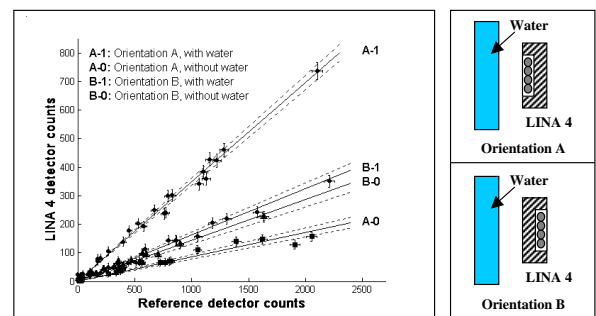 A-1: Orientation A, with water
A-0: Orientation A, without water
B-1: Orientation B, with water
B-0: Orientation B, without water
A-1
B-1
B-0
A-0
LINA 4 detector counts
800
700
600
500
400
300
200
100
0
0
500
1000
1500
2000
2500
Reference detector counts
Water
LINA 4
Orientation A
Water
LINA 4
Orientation B